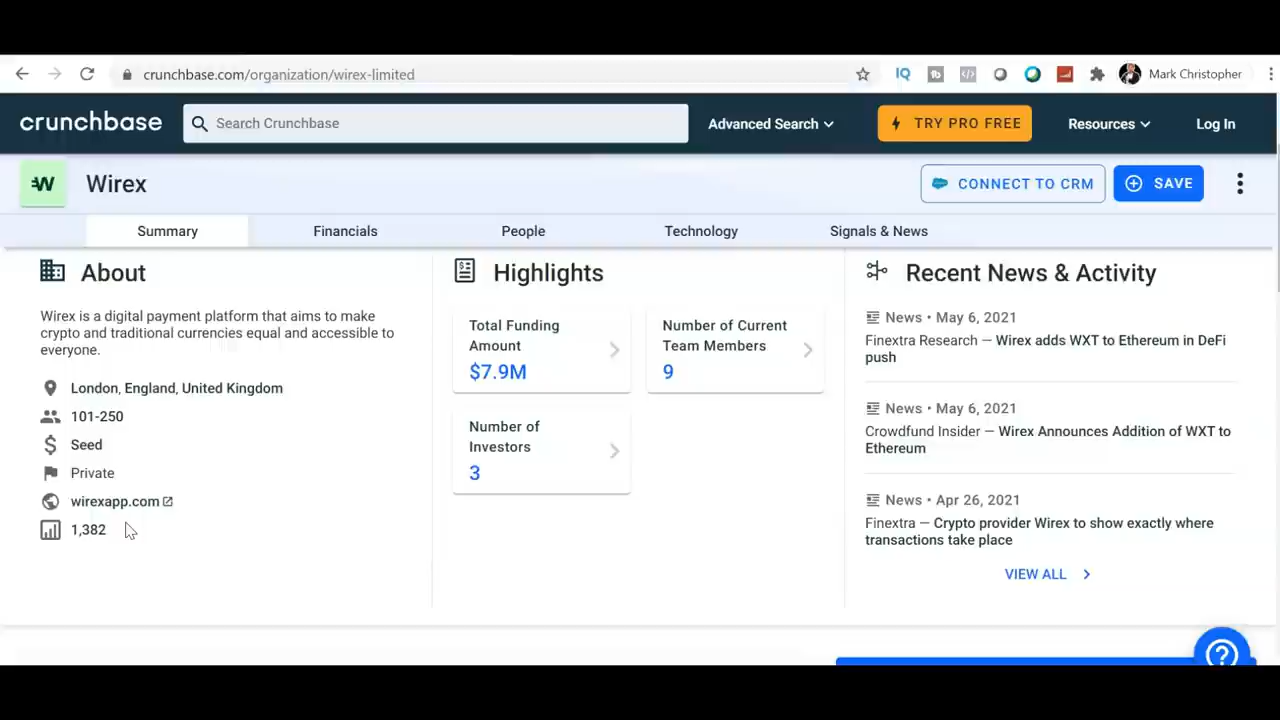 crunchbase.com/organization/wirex-limited
IQ
Mark Christopher
crunchbase
Search Crunchbase
Advanced Search
TRY PRO FREE
Resources
Log In
W
Wirex
CONNECT TO CRM
SAVE
Summary
Financials
People
Technology
Signals & News
About
Wirex is a digital payment platform that aims to make
crypto and traditional currencies equal and accessible to
everyone.
London, England, United Kingdom
101-250
Seed
Private
wirexapp.com
1,382
Highlights
Total Funding
Amount
$7.9M
Number of Current
Team Members
9
Number of
Investors
3
Recent News & Activity
News • May 6, 2021
Finextra Research — Wirex adds WXT to Ethereum in DeFi
push
News • May 6, 2021
Crowdfund Insider — Wirex Announces Addition of WXT to
Ethereum
News • Apr 26, 2021
Finextra — Crypto provider Wirex to show exactly where
transactions take place
VIEW ALL